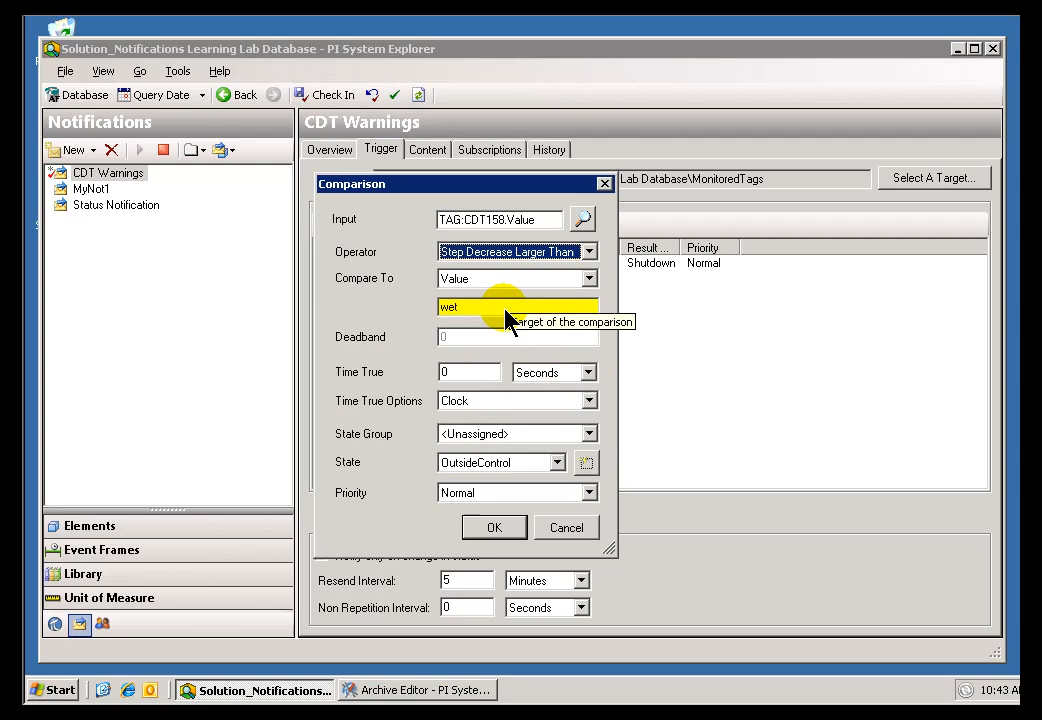 Solution_Notifications Learning Lab Database - PI System Explorer
File View Go Tools Help
Database Query Date Back Check In
Notifications
CDT Warnings
New
Overview Trigger Content Subscriptions History
CDT Warnings
MyNot1
Status Notification
Lab Database\MonitoredTags
Select A Target...
Comparison
Input TAG:CDT158.Value
Operator Step Decrease Larger Than
Result ... Priority
Shutdown Normal
Compare To Value
wet
target of the comparison
Deadband 0
Time True 0 Seconds
Time True Options Clock
State Group <Unassigned>
State OutsideControl
Priority Normal
OK Cancel
Elements
Event Frames
Library
Unit of Measure
Resend Interval: 5 Minutes
Non Repetition Interval: 0 Seconds
Start Solution_Notifications... Archive Editor - PI Syste... 10:43